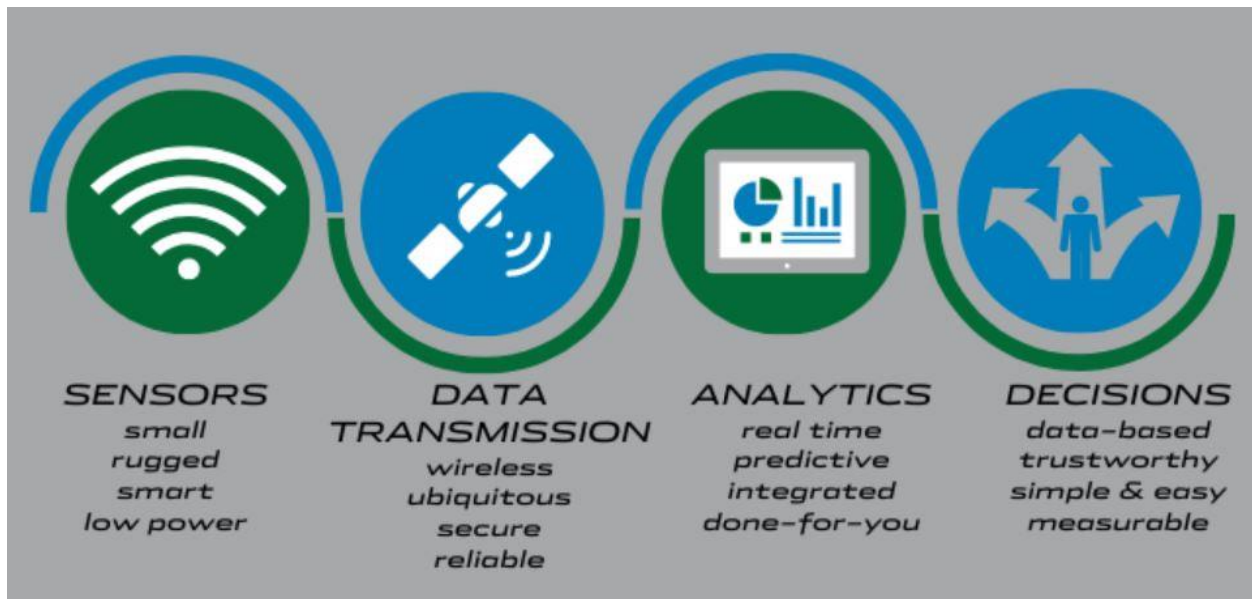 SENSORS
small
rugged
smart
low power
DATA
TRANSMISSION
wireless
ubiquitous
secure
reliable
ANALYTICS
real time
predictive
integrated
done-for-you
DECISIONS
data-based
trustworthy
simple & easy
measurable